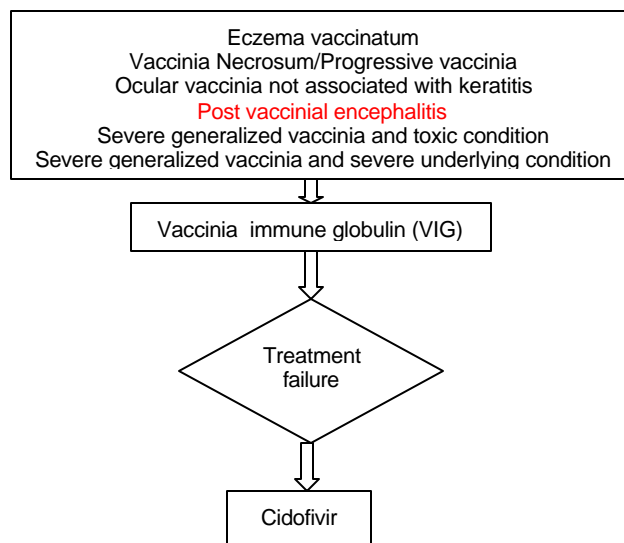 Eczema vaccinatum
Vaccinia Necrosum/Progressive vaccinia
Ocular vaccinia not associated with keratitis
Post vaccinial encephalitis
Severe generalized vaccinia and toxic condition
Severe generalized vaccinia and severe underlying condition
Vaccinia immune globulin (VIG)
Treatment
failure
Cidofivir